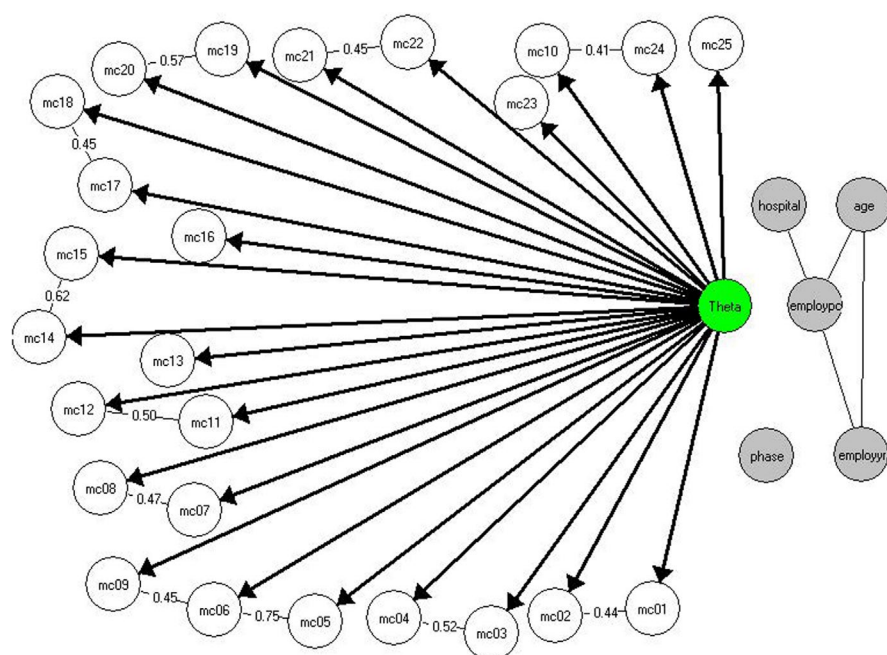 mc19
mc21
0.45
mc22
mc10
0.41
mc24
mc25
mc20
0.57
mc18
mc23
0.45
mc17
hospital
age
mc16
mc15
0.62
Theta
employpc
mc14
mc13
mc12
0.50
mc11
phase
employyr
mc08
0.47
mc07
mc09
0.45
mc06
0.75
mc05
mc04
0.52
mc03
mc02
0.44
mc01